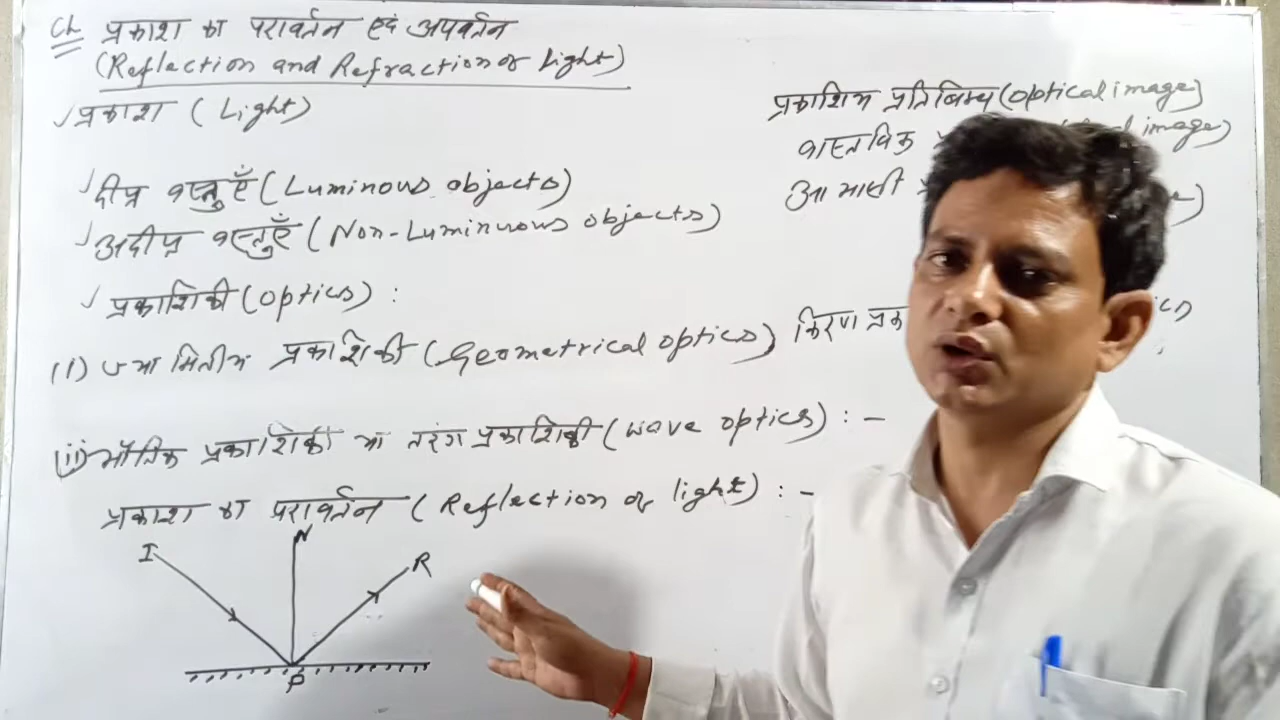 Ch प्रकाश का परावर्तन एवं अपवर्तन
(Reflection and Refraction of Light)
प्रकाश (Light)
दीप्त वस्तुएँ (Luminous objects)
अदीप्त वस्तुएँ (Non-Luminuous objects)
प्रकाशिकी (optics) :
(i) ज्यामितीय प्रकाशिकी (Geometrical optics) किरण
(ii) भौतिक प्रकाशिकी या तरंग प्रकाशिकी (wave optics) : -
प्रकाश का परावर्तन (Reflection of light) : -
I N R
P
प्रकाशिय प्रतिबिम्ब (optical image)
वास्तविक image)
आभासी